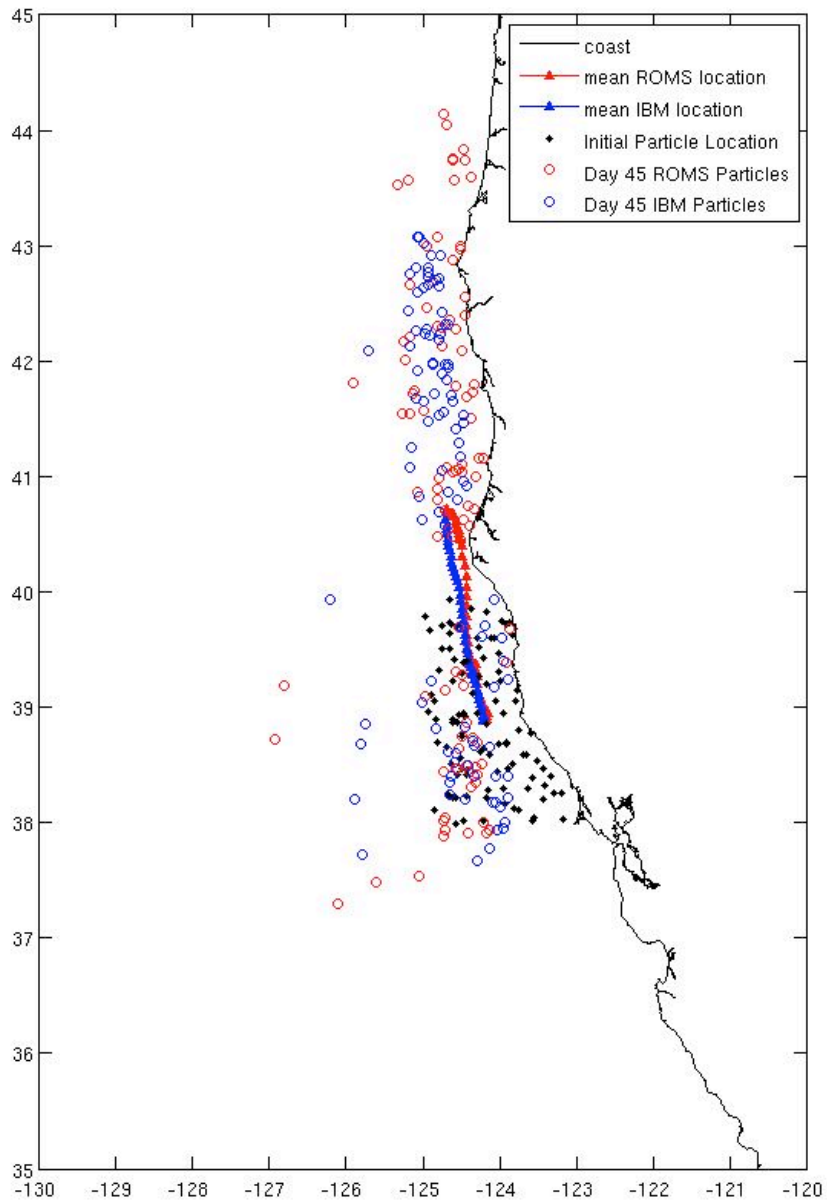 45
coast
mean ROMS location
mean IBM location
Initial Particle Location
Day 45 ROMS Particles
Day 45 IBM Particles
44
43
42
41
40
39
38
37
36
35
-130 -129 -128 -127 -126 -125 -124 -123 -122 -121 -120